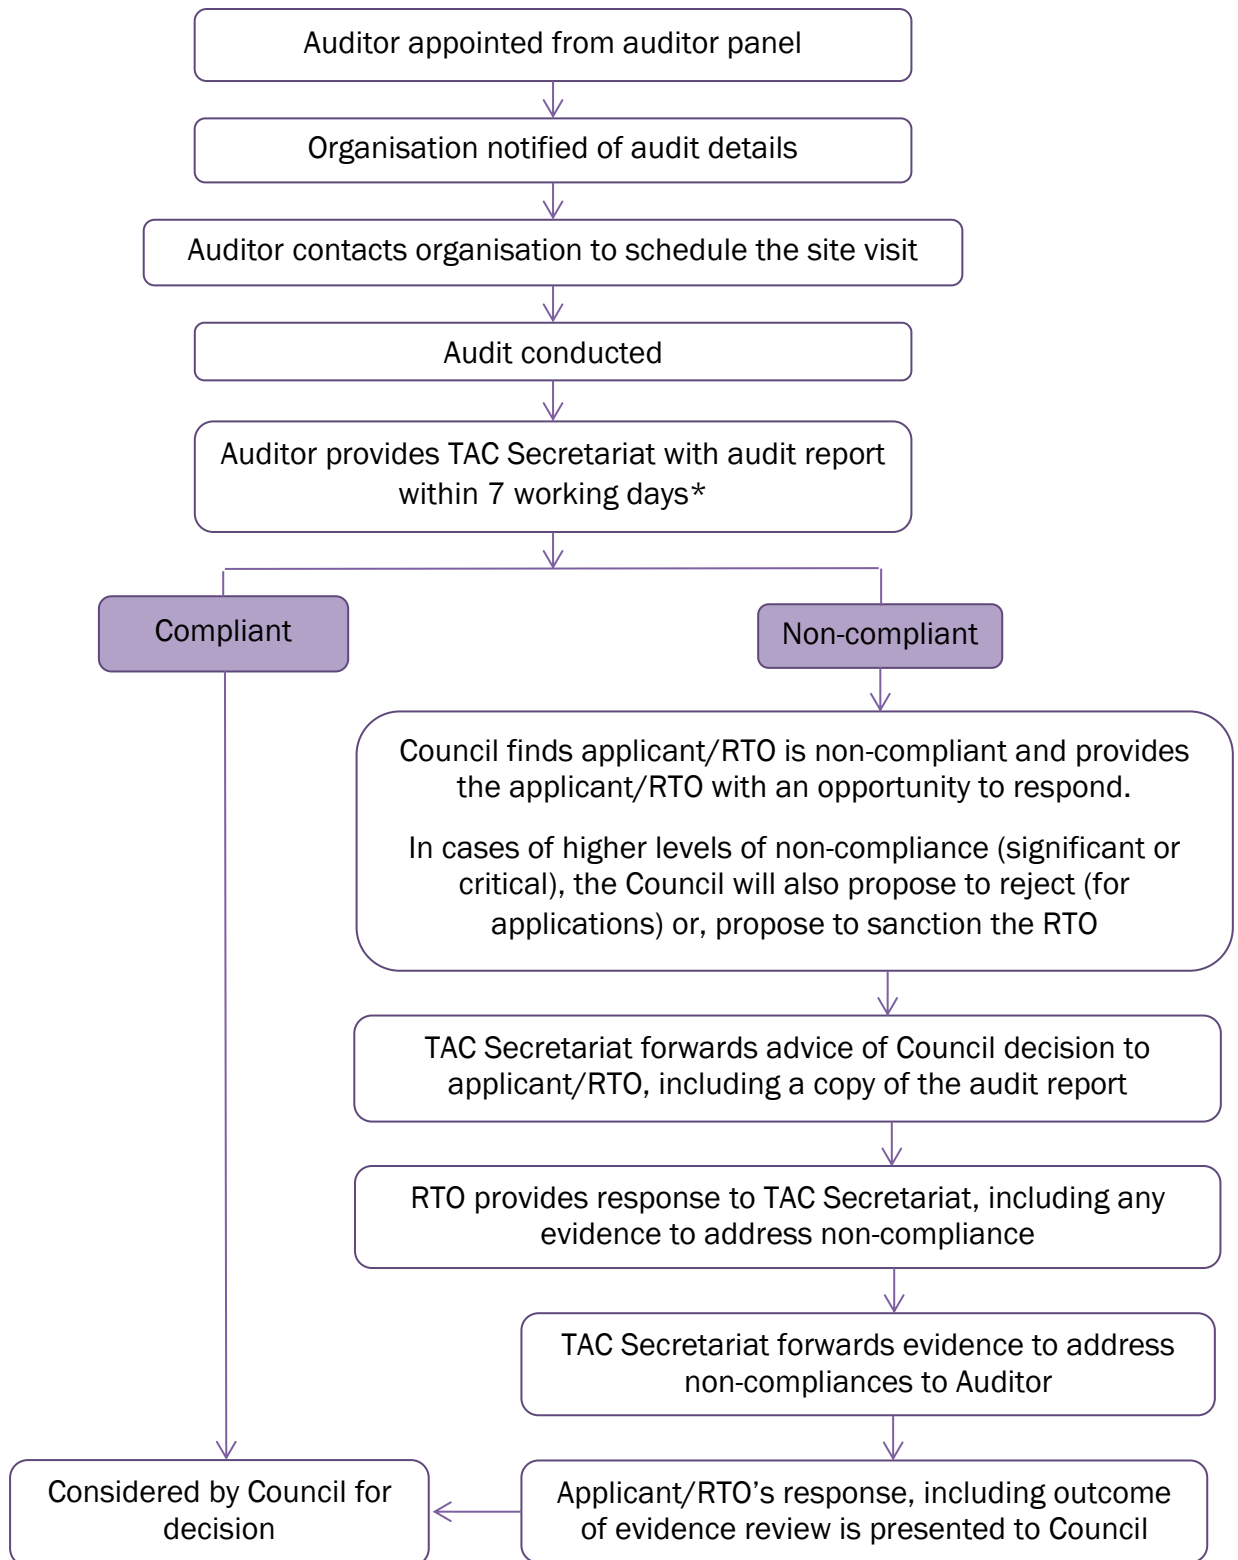 Auditor appointed from auditor panel
Organisation notified of audit details
Auditor contacts organisation to schedule the site visit
Audit conducted
Auditor provides TAC Secretariat with audit report
within 7 working days*
Compliant
Non-compliant
Council finds applicant/RTO is non-compliant and provides
the applicant/RTO with an opportunity to respond.
In cases of higher levels of non-compliance (significant or
critical), the Council will also propose to reject (for
applications) or, propose to sanction the RTO
TAC Secretariat forwards advice of Council decision to
applicant/RTO, including a copy of the audit report
RTO provides response to TAC Secretariat, including any
evidence to address non-compliance
TAC Secretariat forwards evidence to address
non-compliances to Auditor
Considered by Council for
decision
Applicant/RTO’s response, including outcome
of evidence review is presented to Council